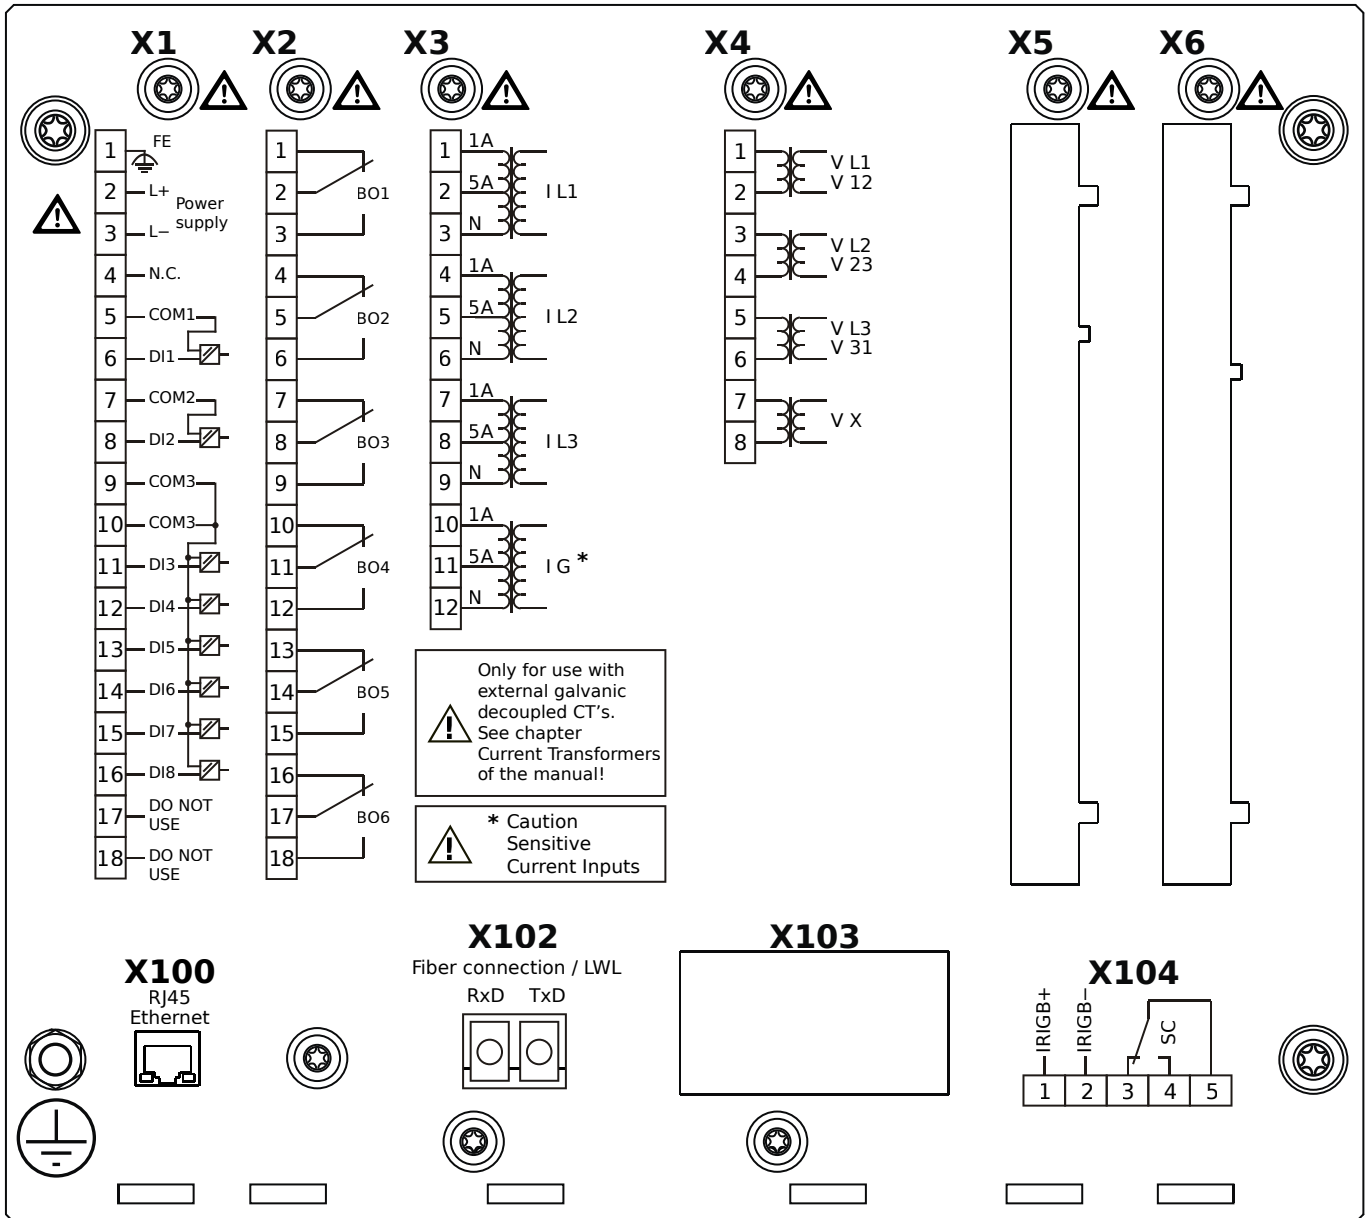 X1 X2 X3 X4 X5 X6
1 FE
2 L+
Power
supply
3 L−
4 N.C.
5 COM1
6 DI1
7 COM2
8 DI2
9 COM3
10 COM3
11 DI3
12 DI4
13 DI5
14 DI6
15 DI7
16 DI8
17 DO NOT
USE
18 DO NOT
USE
1
2 BO1
3
4
5 BO2
6
7
8 BO3
9
10
11 BO4
12
13
14 BO5
15
16
17 BO6
18
1 1A
2 5A I L1
3 N
4 1A
5 5A I L2
6 N
7 1A
8 5A I L3
9 N
10 1A
11 5A I G *
12 N
Only for use with
external galvanic
decoupled CT's.
See chapter
Current Transformers
of the manual!
* Caution
Sensitive
Current Inputs
1 V L1
2 V 12
3 V L2
4 V 23
5 V L3
6 V 31
7 V X
8
X100
RJ45
Ethernet
X102
Fiber connection / LWL
RxD TxD
X103
X104
IRIGB+ IRIGB− SC
1 2 3 4 5